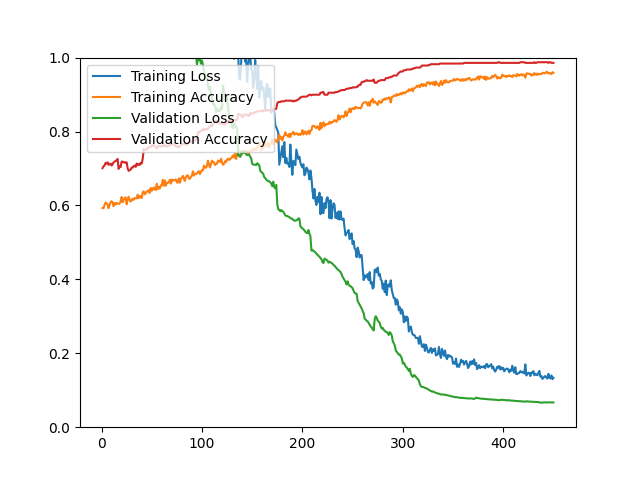 1.0
0.8
0.6
0.4
0.2
0.0
Training Loss
Training Accuracy
Validation Loss
Validation Accuracy
0 100 200 300 400